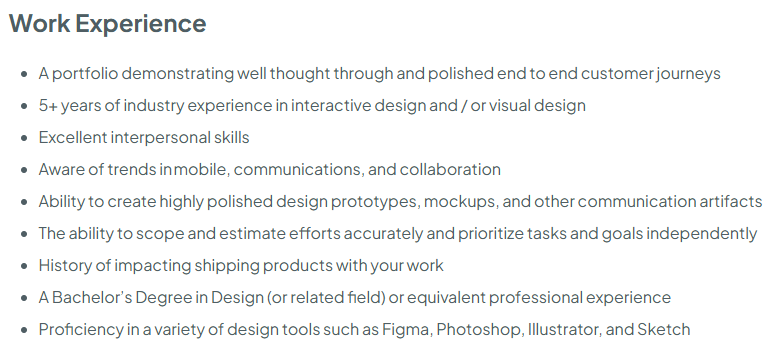 Work Experience
• A portfolio demonstrating well thought through and polished end to end customer journeys
• 5+ years of industry experience in interactive design and / or visual design
• Excellent interpersonal skills
• Aware of trends in mobile, communications, and collaboration
• Ability to create highly polished design prototypes, mockups, and other communication artifacts
• The ability to scope and estimate efforts accurately and prioritize tasks and goals independently
• History of impacting shipping products with your work
• A Bachelor’s Degree in Design (or related field) or equivalent professional experience
• Proficiency in a variety of design tools such as Figma, Photoshop, Illustrator, and Sketch